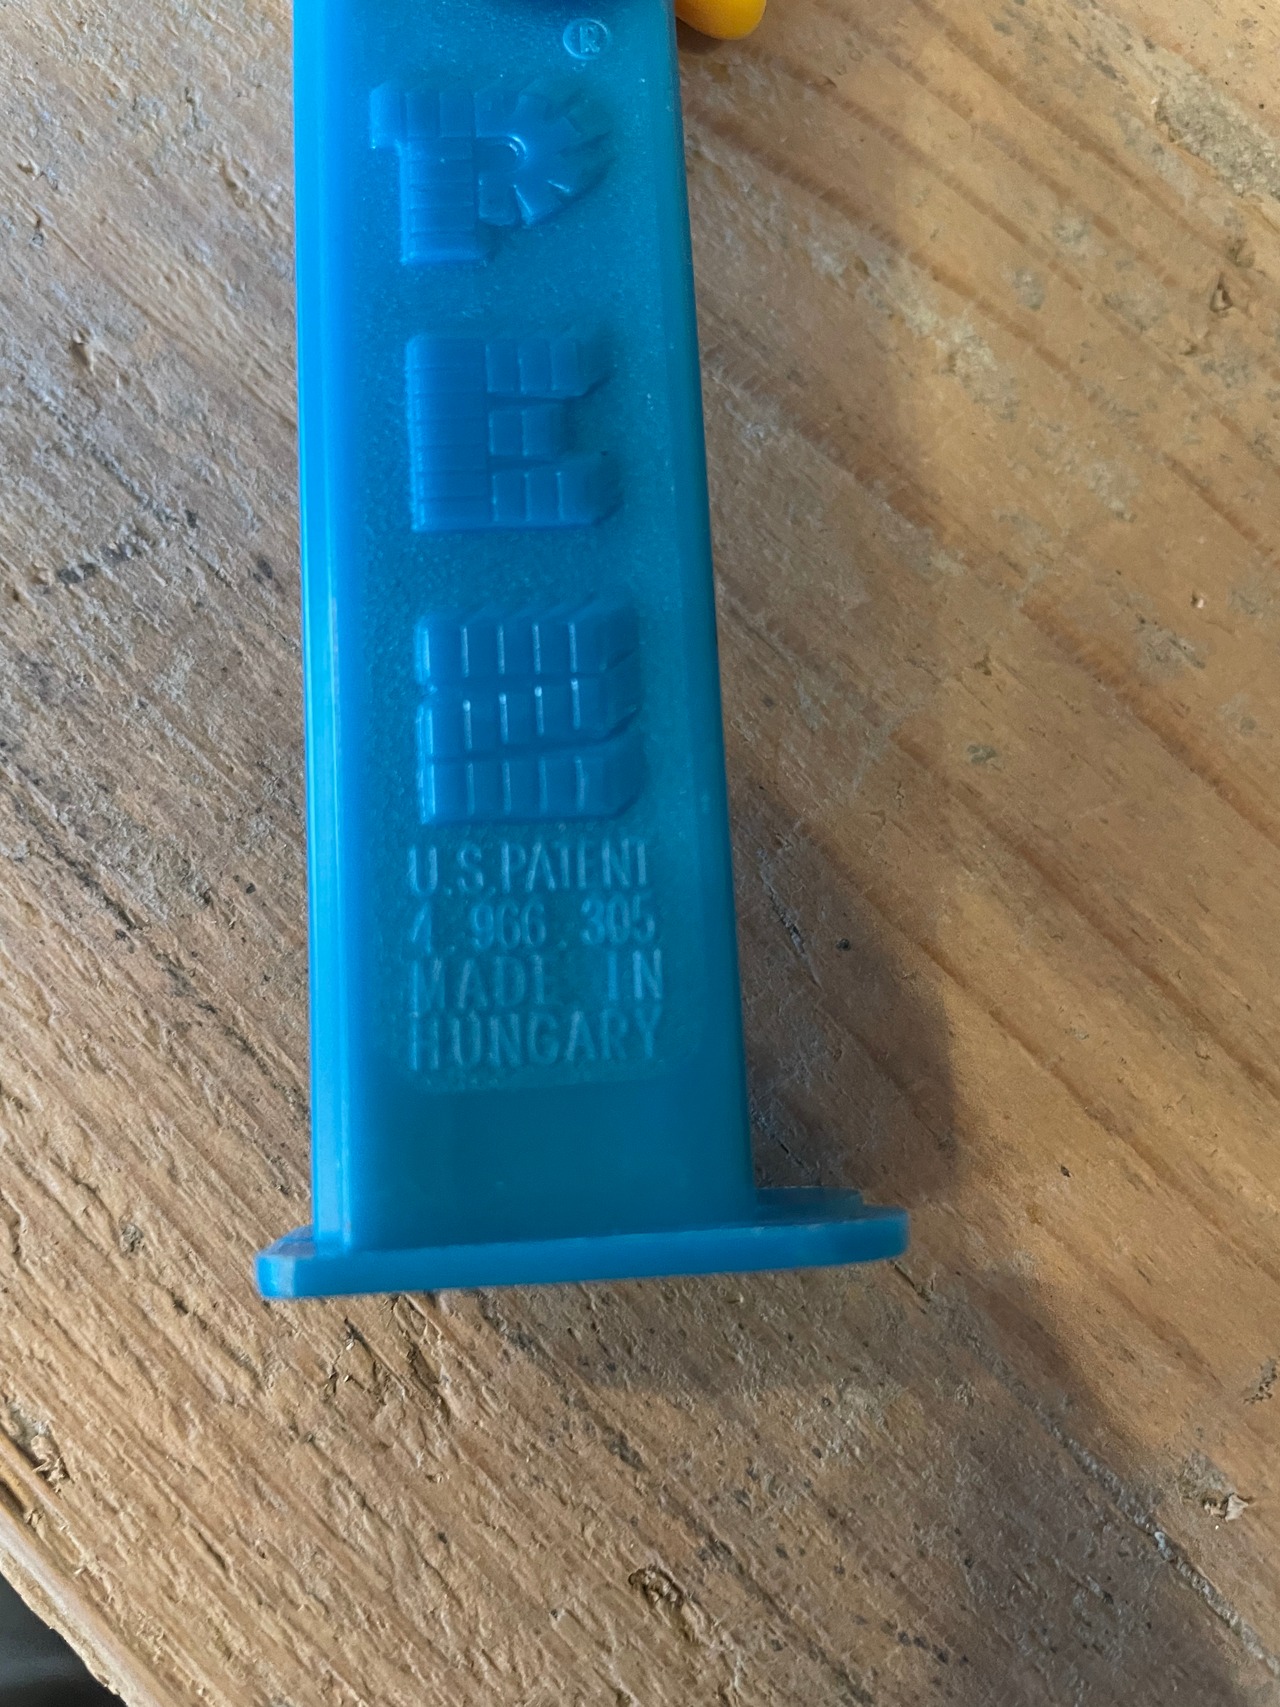 ®
PEZ
U.S.PATENT
4.966.305
MADE IN
HUNGARY